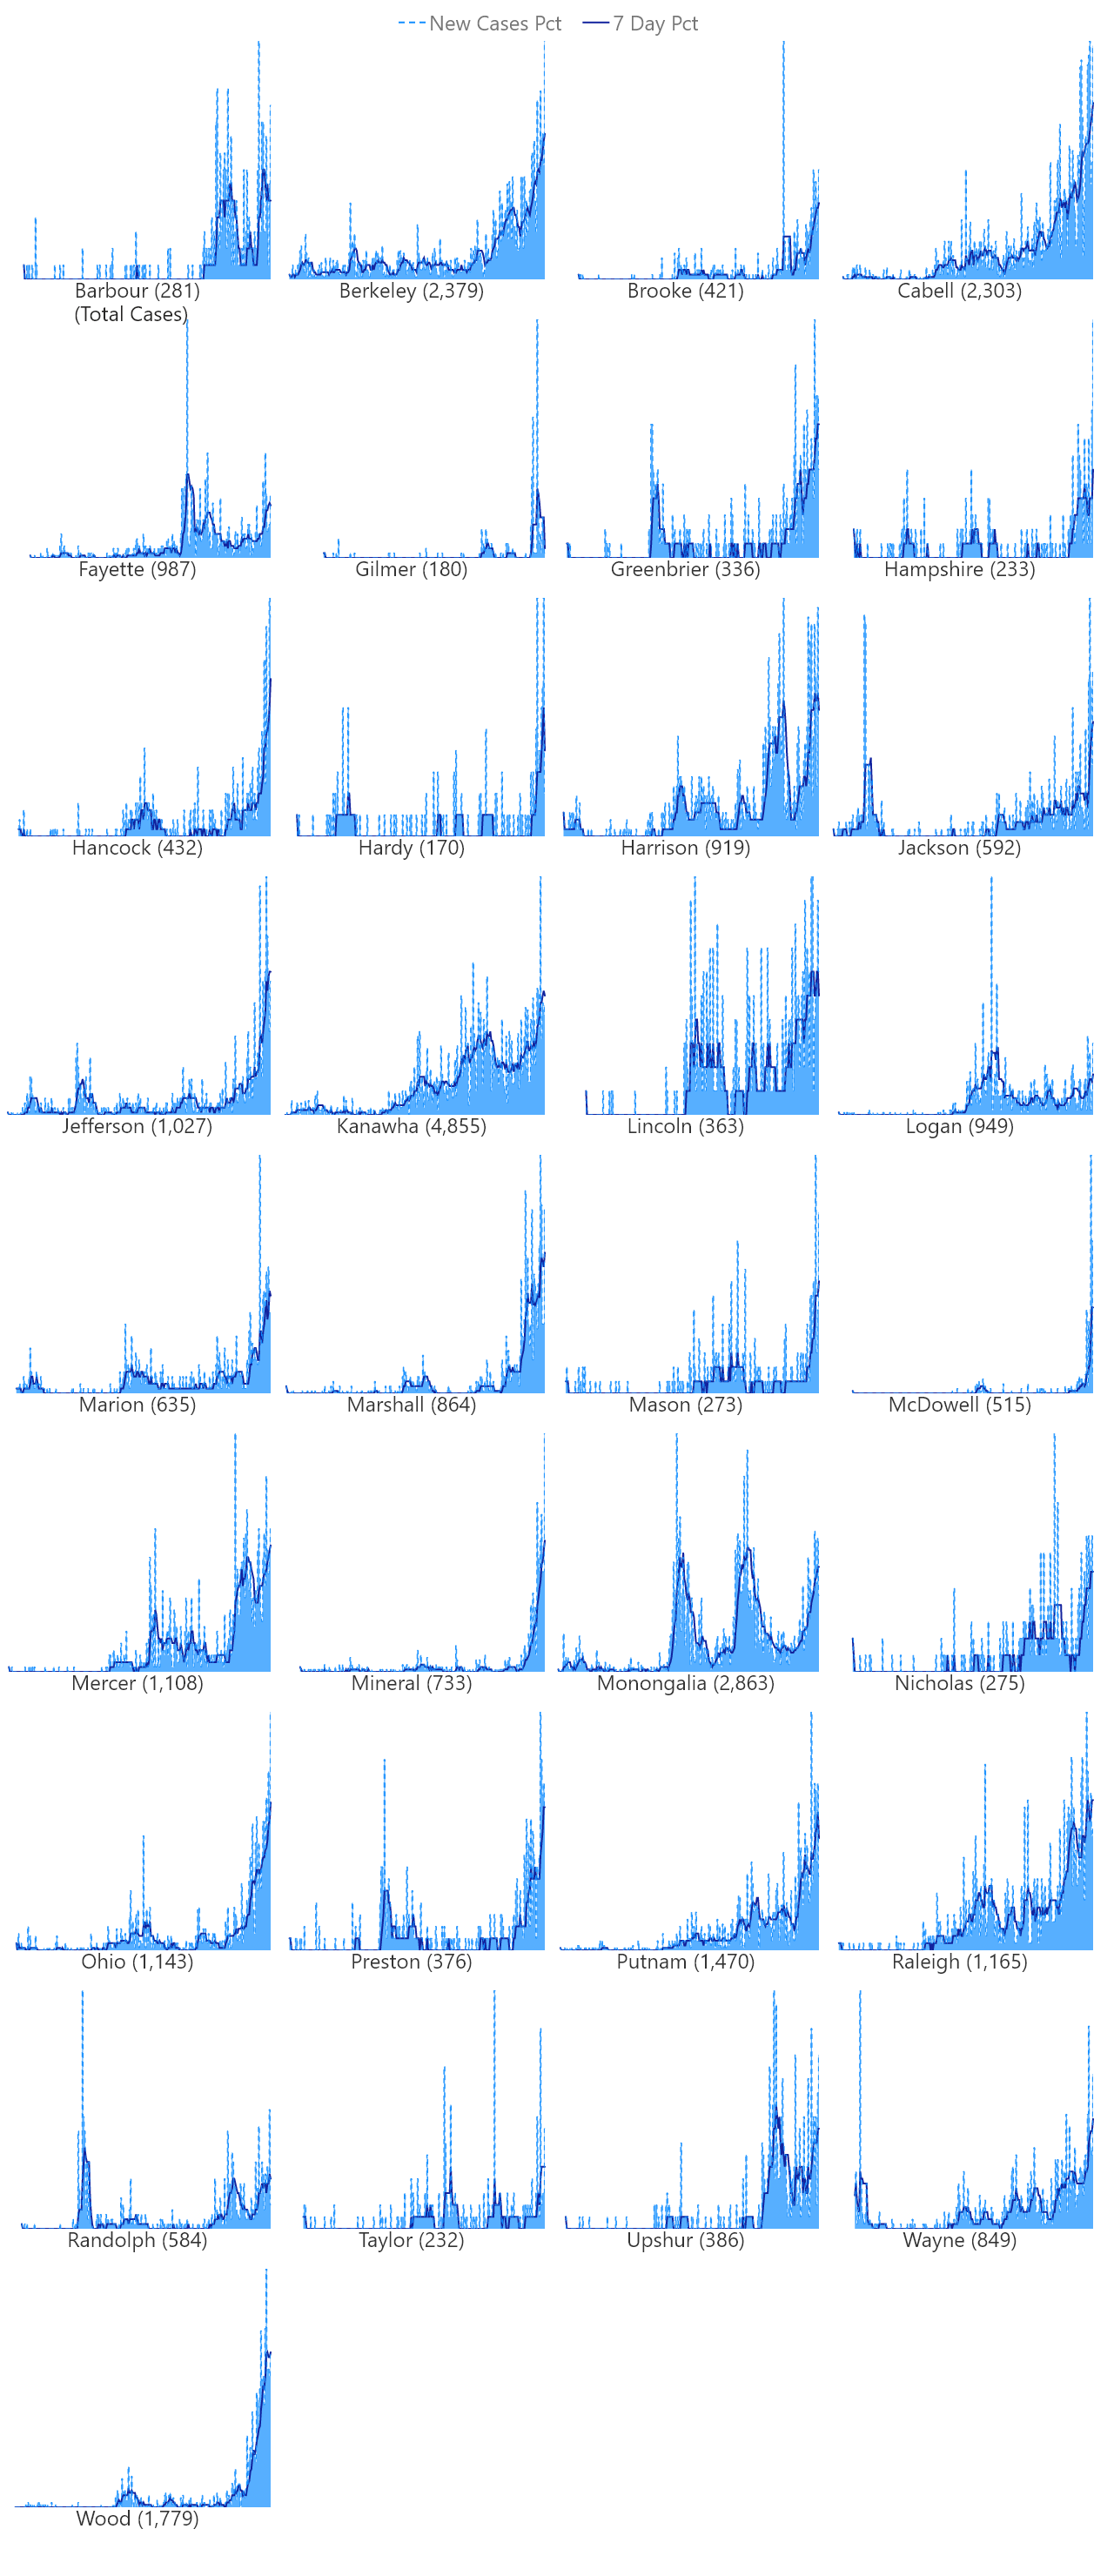 New Cases Pct 7 Day Pct
Barbour (281) Berkeley (2,379) Brooke (421) Cabell (2,303)
(Total Cases)
Fayette (987) Gilmer (180) Greenbrier (336) Hampshire (233)
Hancock (432) Hardy (170) Harrison (919) Jackson (592)
Jefferson (1,027) Kanawha (4,855) Lincoln (363) Logan (949)
Marion (635) Marshall (864) Mason (273) McDowell (515)
Mercer (1,108) Mineral (733) Monongalia (2,863) Nicholas (275)
Ohio (1,143) Preston (376) Putnam (1,470) Raleigh (1,165)
Randolph (584) Taylor (232) Upshur (386) Wayne (849)
Wood (1,779)